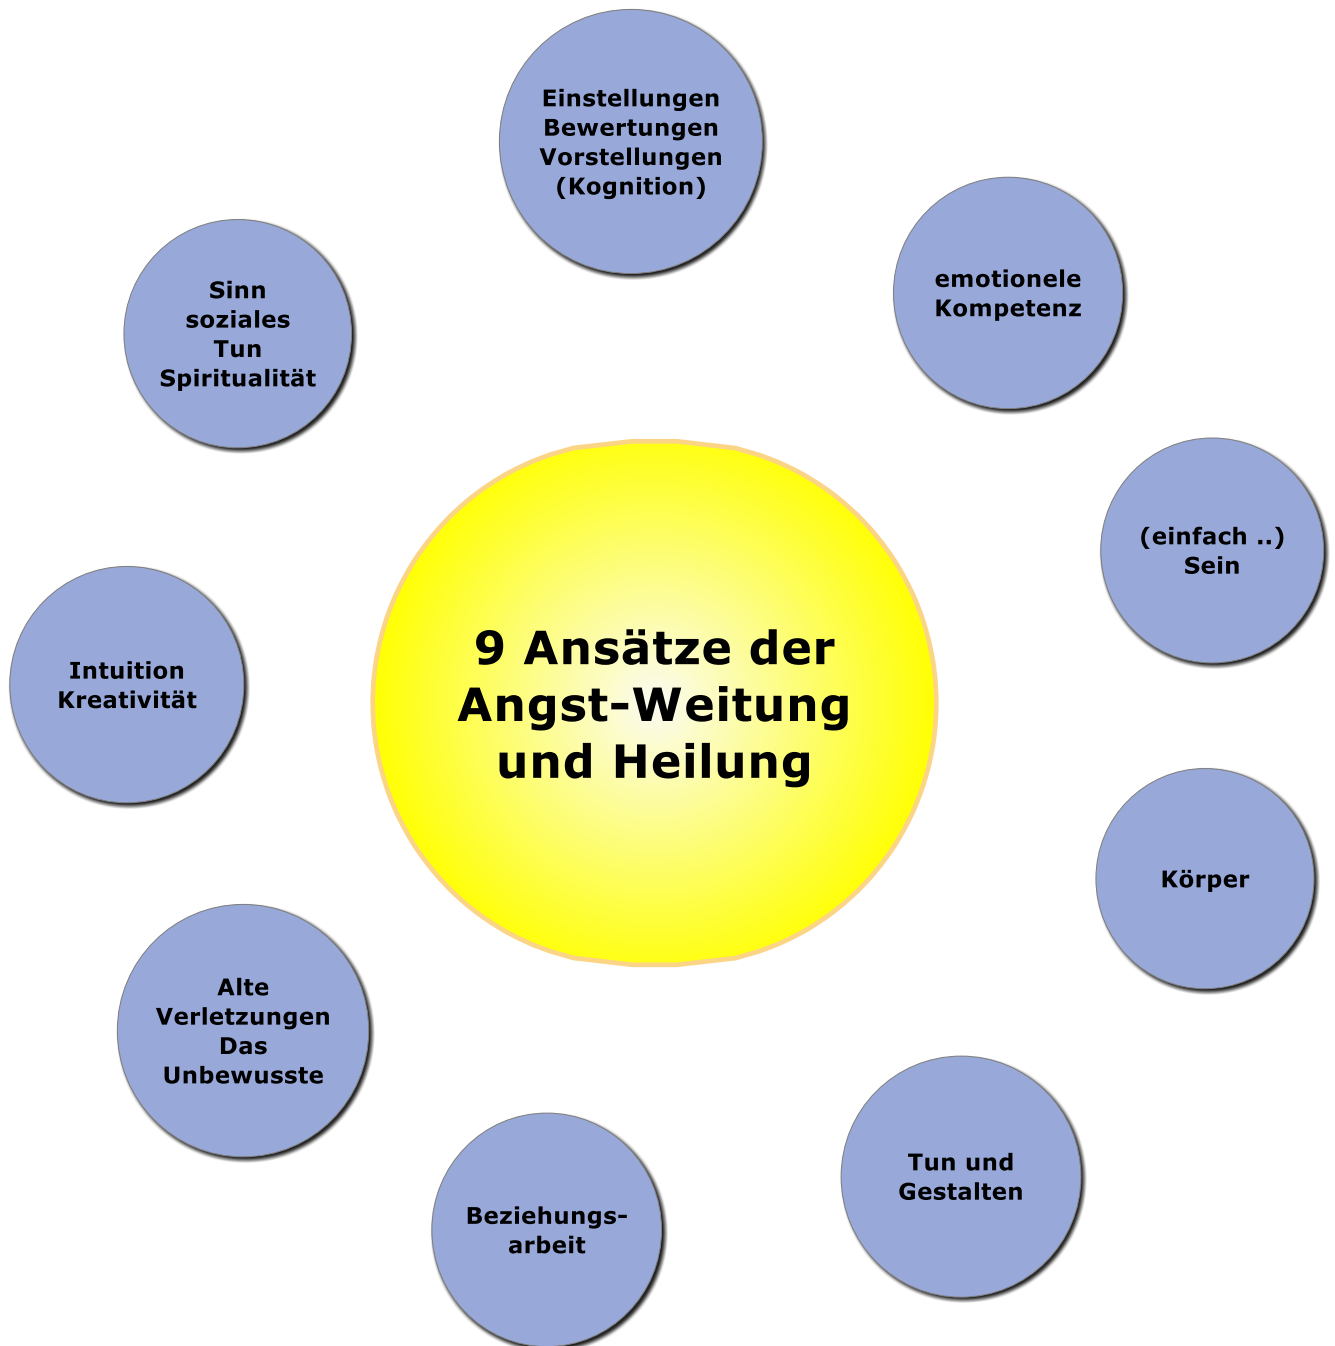 Einstellungen
Bewertungen
Vorstellungen
(Kognition)
emotionele
Kompetenz
(einfach ..)
Sein
Körper
Tun und
Gestalten
Beziehungs-
arbeit
Alte
Verletzungen
Das
Unbewusste
Intuition
Kreativität
Sinn
soziales
Tun
Spiritualität
9 Ansätze der
Angst-Weitung
und Heilung